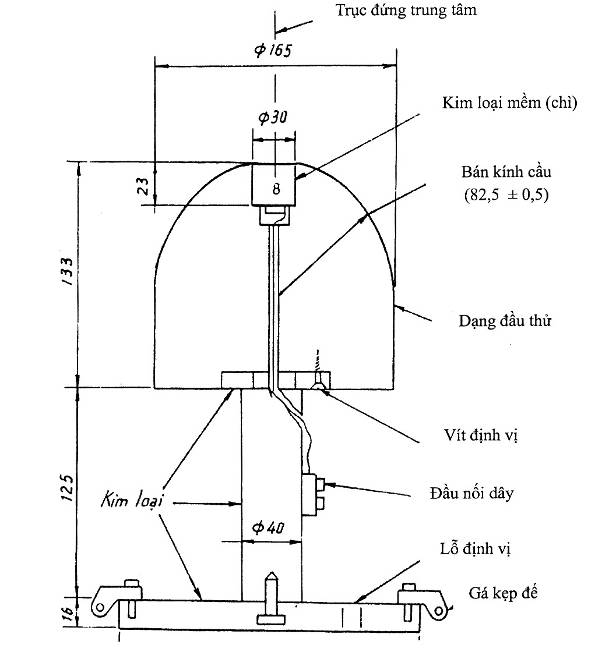 Trục đứng trung tâm
Φ165
Kim loại mềm (chì)
Φ30
Bán kính cầu
(82,5 ± 0,5)
23
8
133
Dạng đầu thử
Vít định vị
125
Kim loại
Đầu nối dây
Φ40
Lỗ định vị
Gá kẹp đế
16